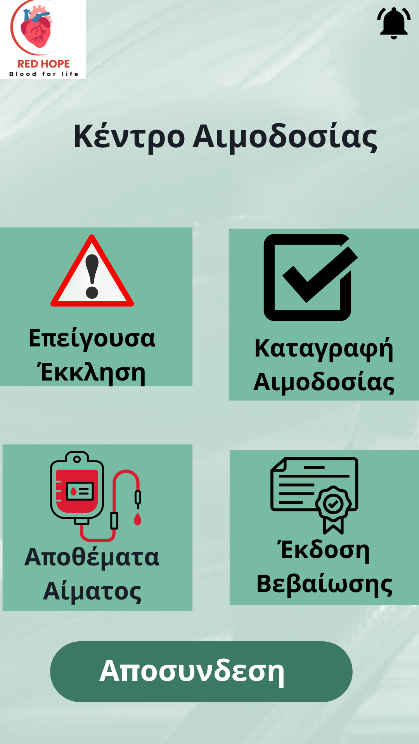 RED HOPE
Blood for life
Κέντρο Αιμοδοσίας
Επείγουσα
Έκκληση
Καταγραφή
Αιμοδοσίας
Αποθέματα
Αίματος
Έκδοση
Βεβαίωσης
Αποσυνδεση